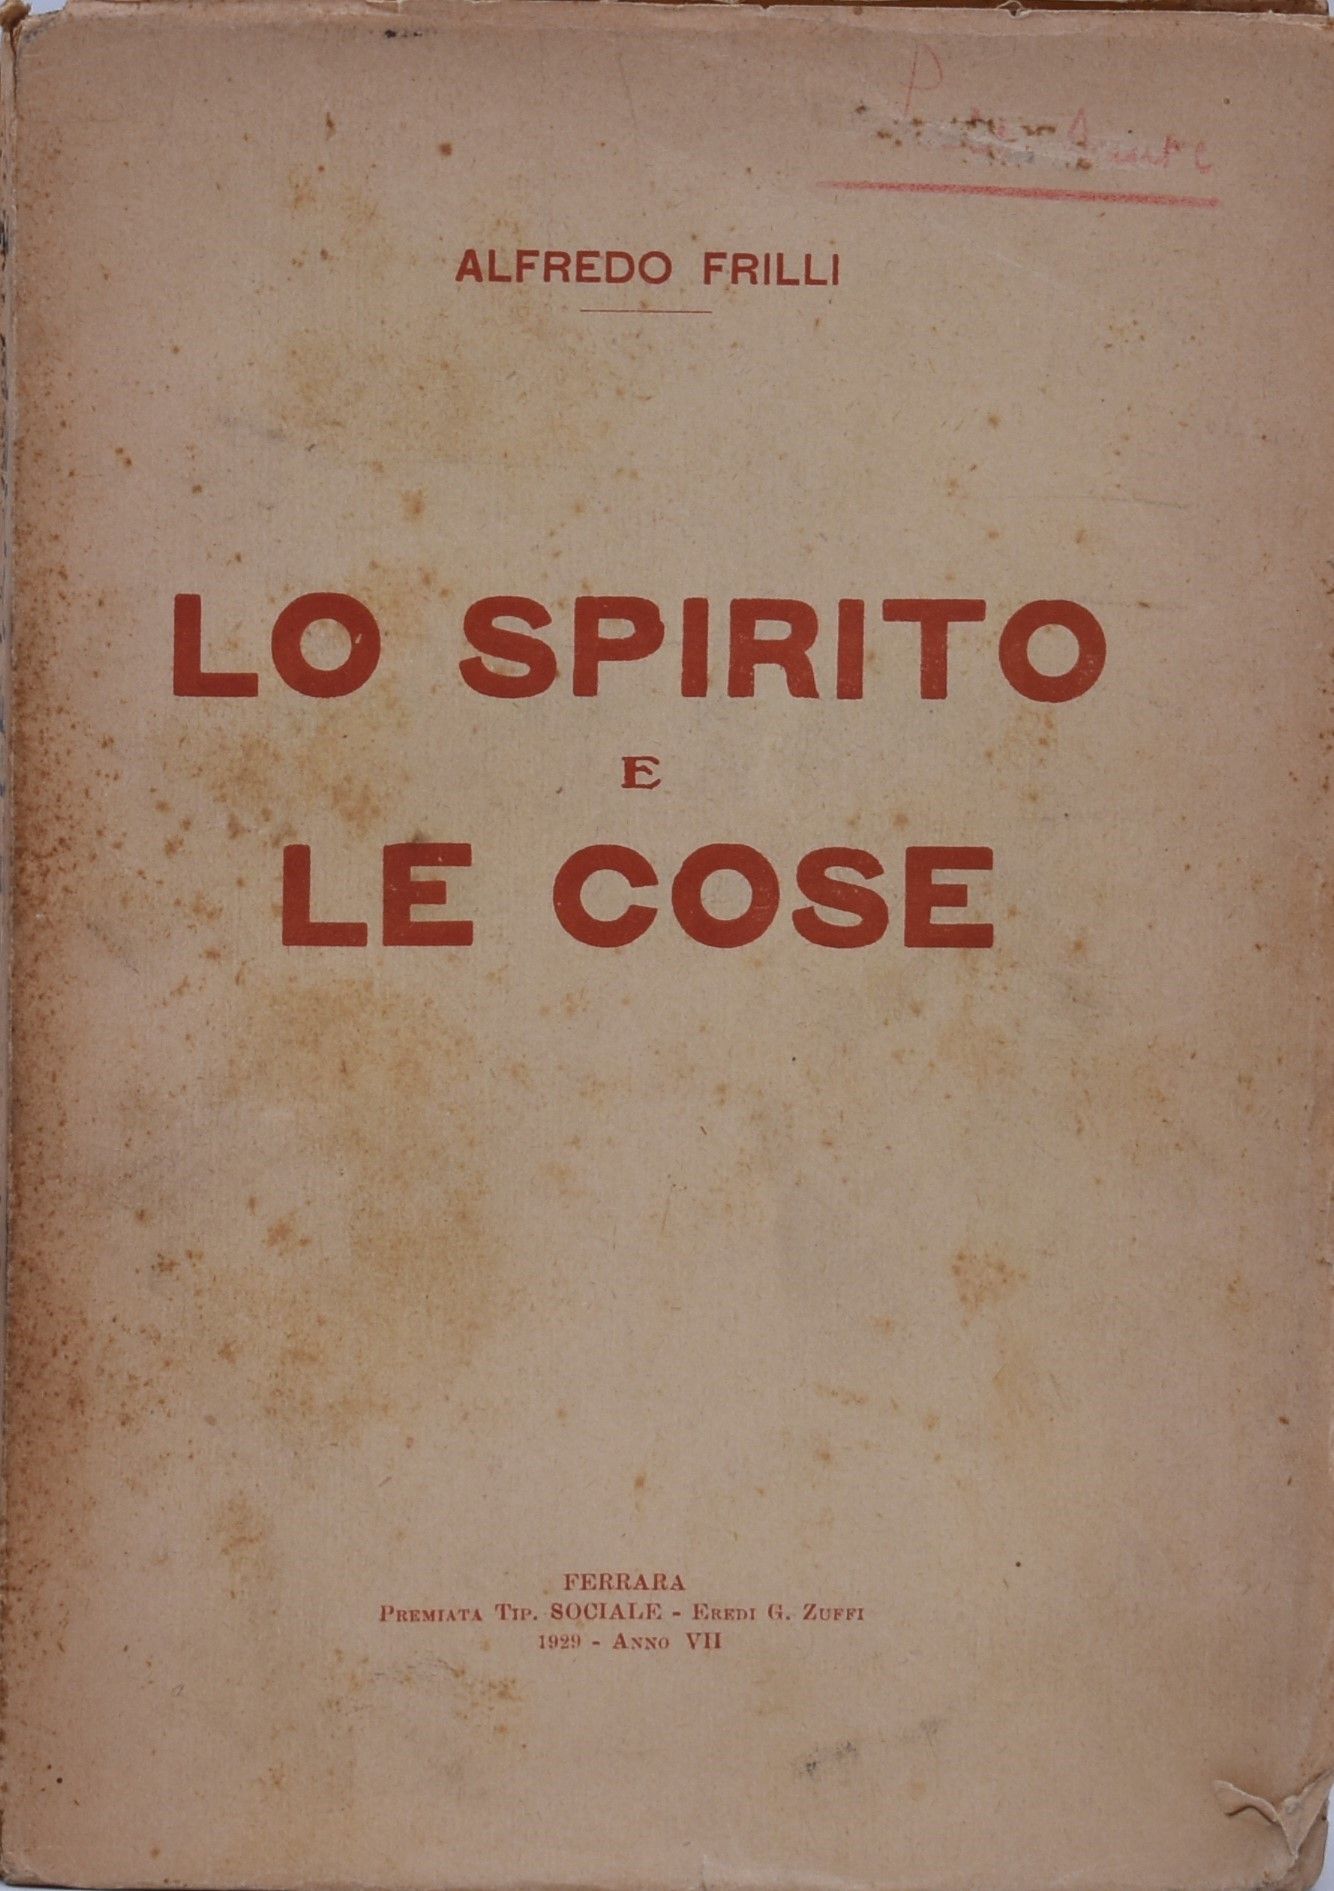 ALFREDO FRILLI
LO SPIRITO
E
LE COSE
FERRARA
PREMIATA TIP. SOCIALE - EREDI G. ZUFFI
1929 - ANNO VII